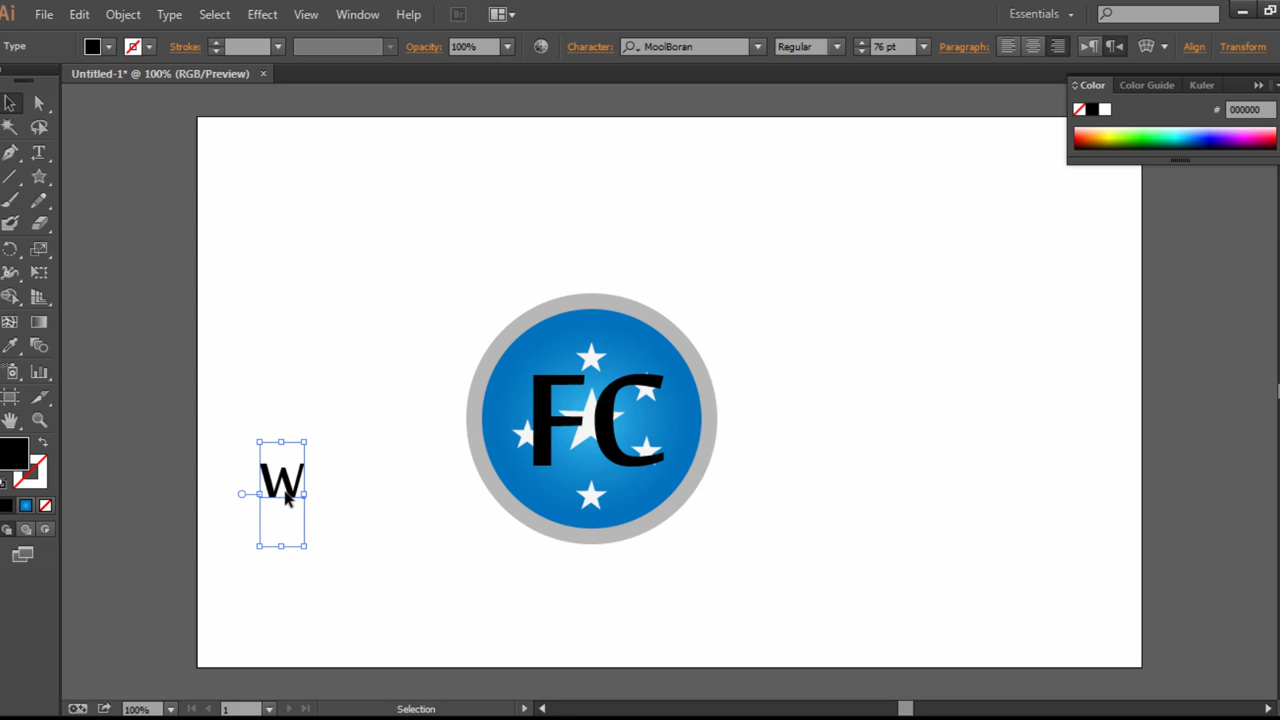 Ai File Edit Object Type Select Effect View Window Help Br Essentials
Type Stroke: Opacity: 100% Character: MoolBoran Regular 76 pt Paragraph: Align Transform
Untitled-1* @ 100% (RGB/Preview) ×
Color Color Guide Kuler
# 000000
FC
W
100% 1 Selection